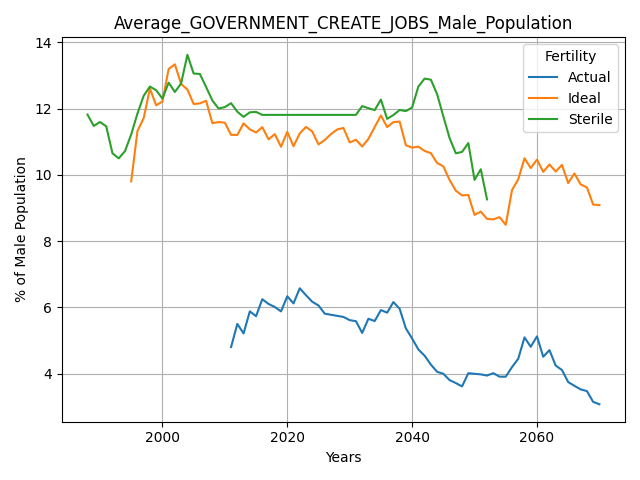 Average_GOVERNMENT_CREATE_JOBS_Male_Population
% of Male Population
14
12
10
8
6
4
Fertility
Actual
Ideal
Sterile
2000 2020 2040 2060
Years